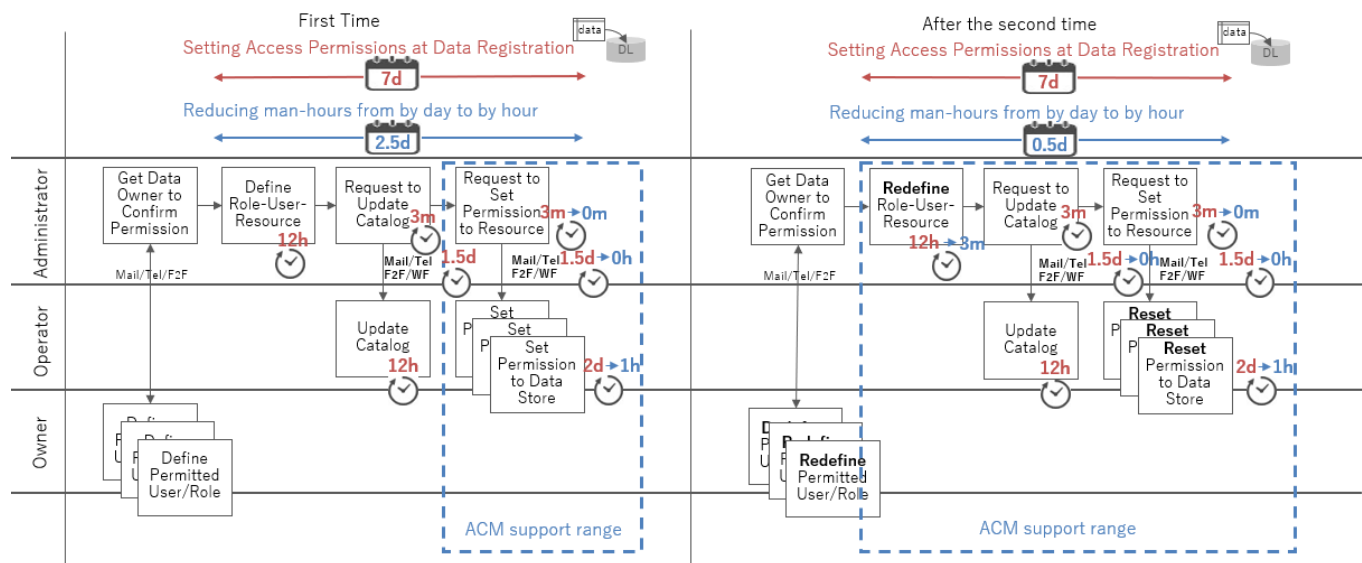 First Time
data
DL
Setting Access Permissions at Data Registration
7d
Reducing man-hours from by day to by hour
2.5d
After the second time
data
DL
Setting Access Permissions at Data Registration
7d
Reducing man-hours from by day to by hour
0.5d
Administrator
Get Data
Owner to
Confirm
Permission
Define
Role-User-
Resource
12h
Request to
Update
Catalog
3m
Request to
Set
Permission
to Resource
3m→0m
Mail/Tel/F2F
Mail/Tel
F2F/WF
1.5d
Mail/Tel
F2F/WF
1.5d→0h
Get Data
Owner to
Confirm
Permission
Redefine
Role-User-
Resource
12h→3m
Request to
Update
Catalog
3m
Request to
Set
Permission
to Resource
3m→0m
Mail/Tel/F2F
Mail/Tel
F2F/WF
1.5d→0h
Mail/Tel
F2F/WF
1.5d→0h
Operator
Update
Catalog
12h
Set
Set
Set
Permission
to Data
Store
2d→1h
Update
Catalog
12h
Reset
Reset
Reset
Permission
to Data
Store
2d→1h
Owner
Define
Permitted
User/Role
Redefine
Redefine
Permitted
User/Role
ACM support range
ACM support range